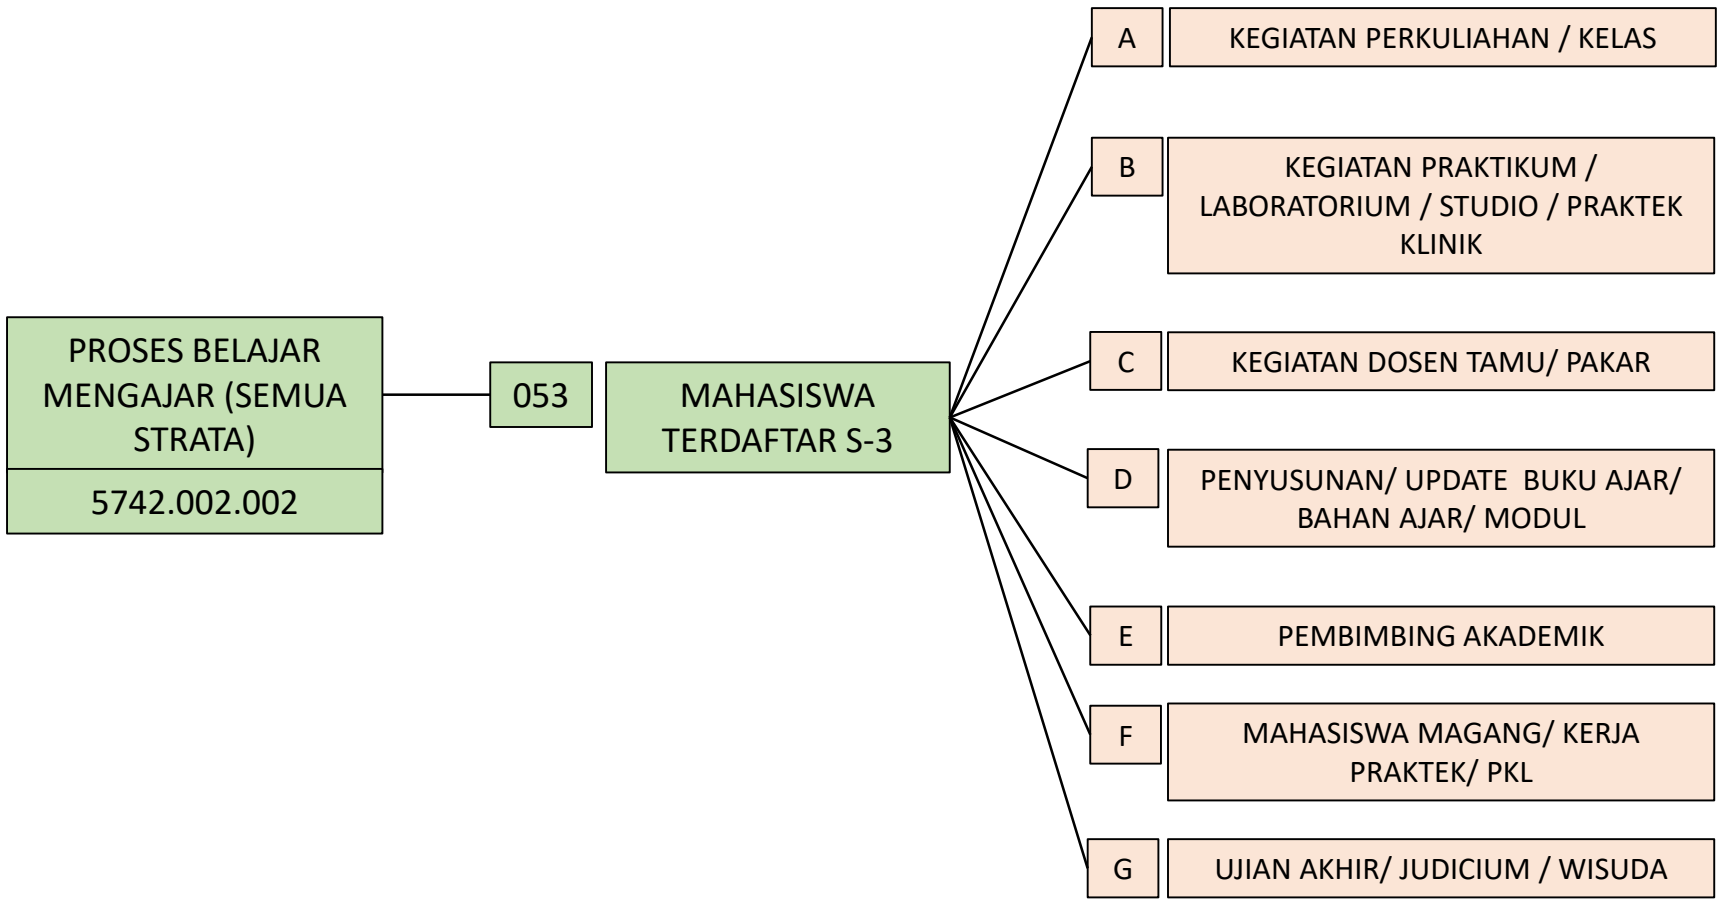 PROSES BELAJAR
MENGAJAR (SEMUA
STRATA)
5742.002.002
053
MAHASISWA
TERDAFTAR S-3
A
KEGIATAN PERKULIAHAN / KELAS
B
KEGIATAN PRAKTIKUM /
LABORATORIUM / STUDIO / PRAKTEK
KLINIK
C
KEGIATAN DOSEN TAMU/ PAKAR
D
PENYUSUNAN/ UPDATE  BUKU AJAR/
BAHAN AJAR/ MODUL
E
PEMBIMBING AKADEMIK
F
MAHASISWA MAGANG/ KERJA
PRAKTEK/ PKL
G
UJIAN AKHIR/ JUDICIUM / WISUDA